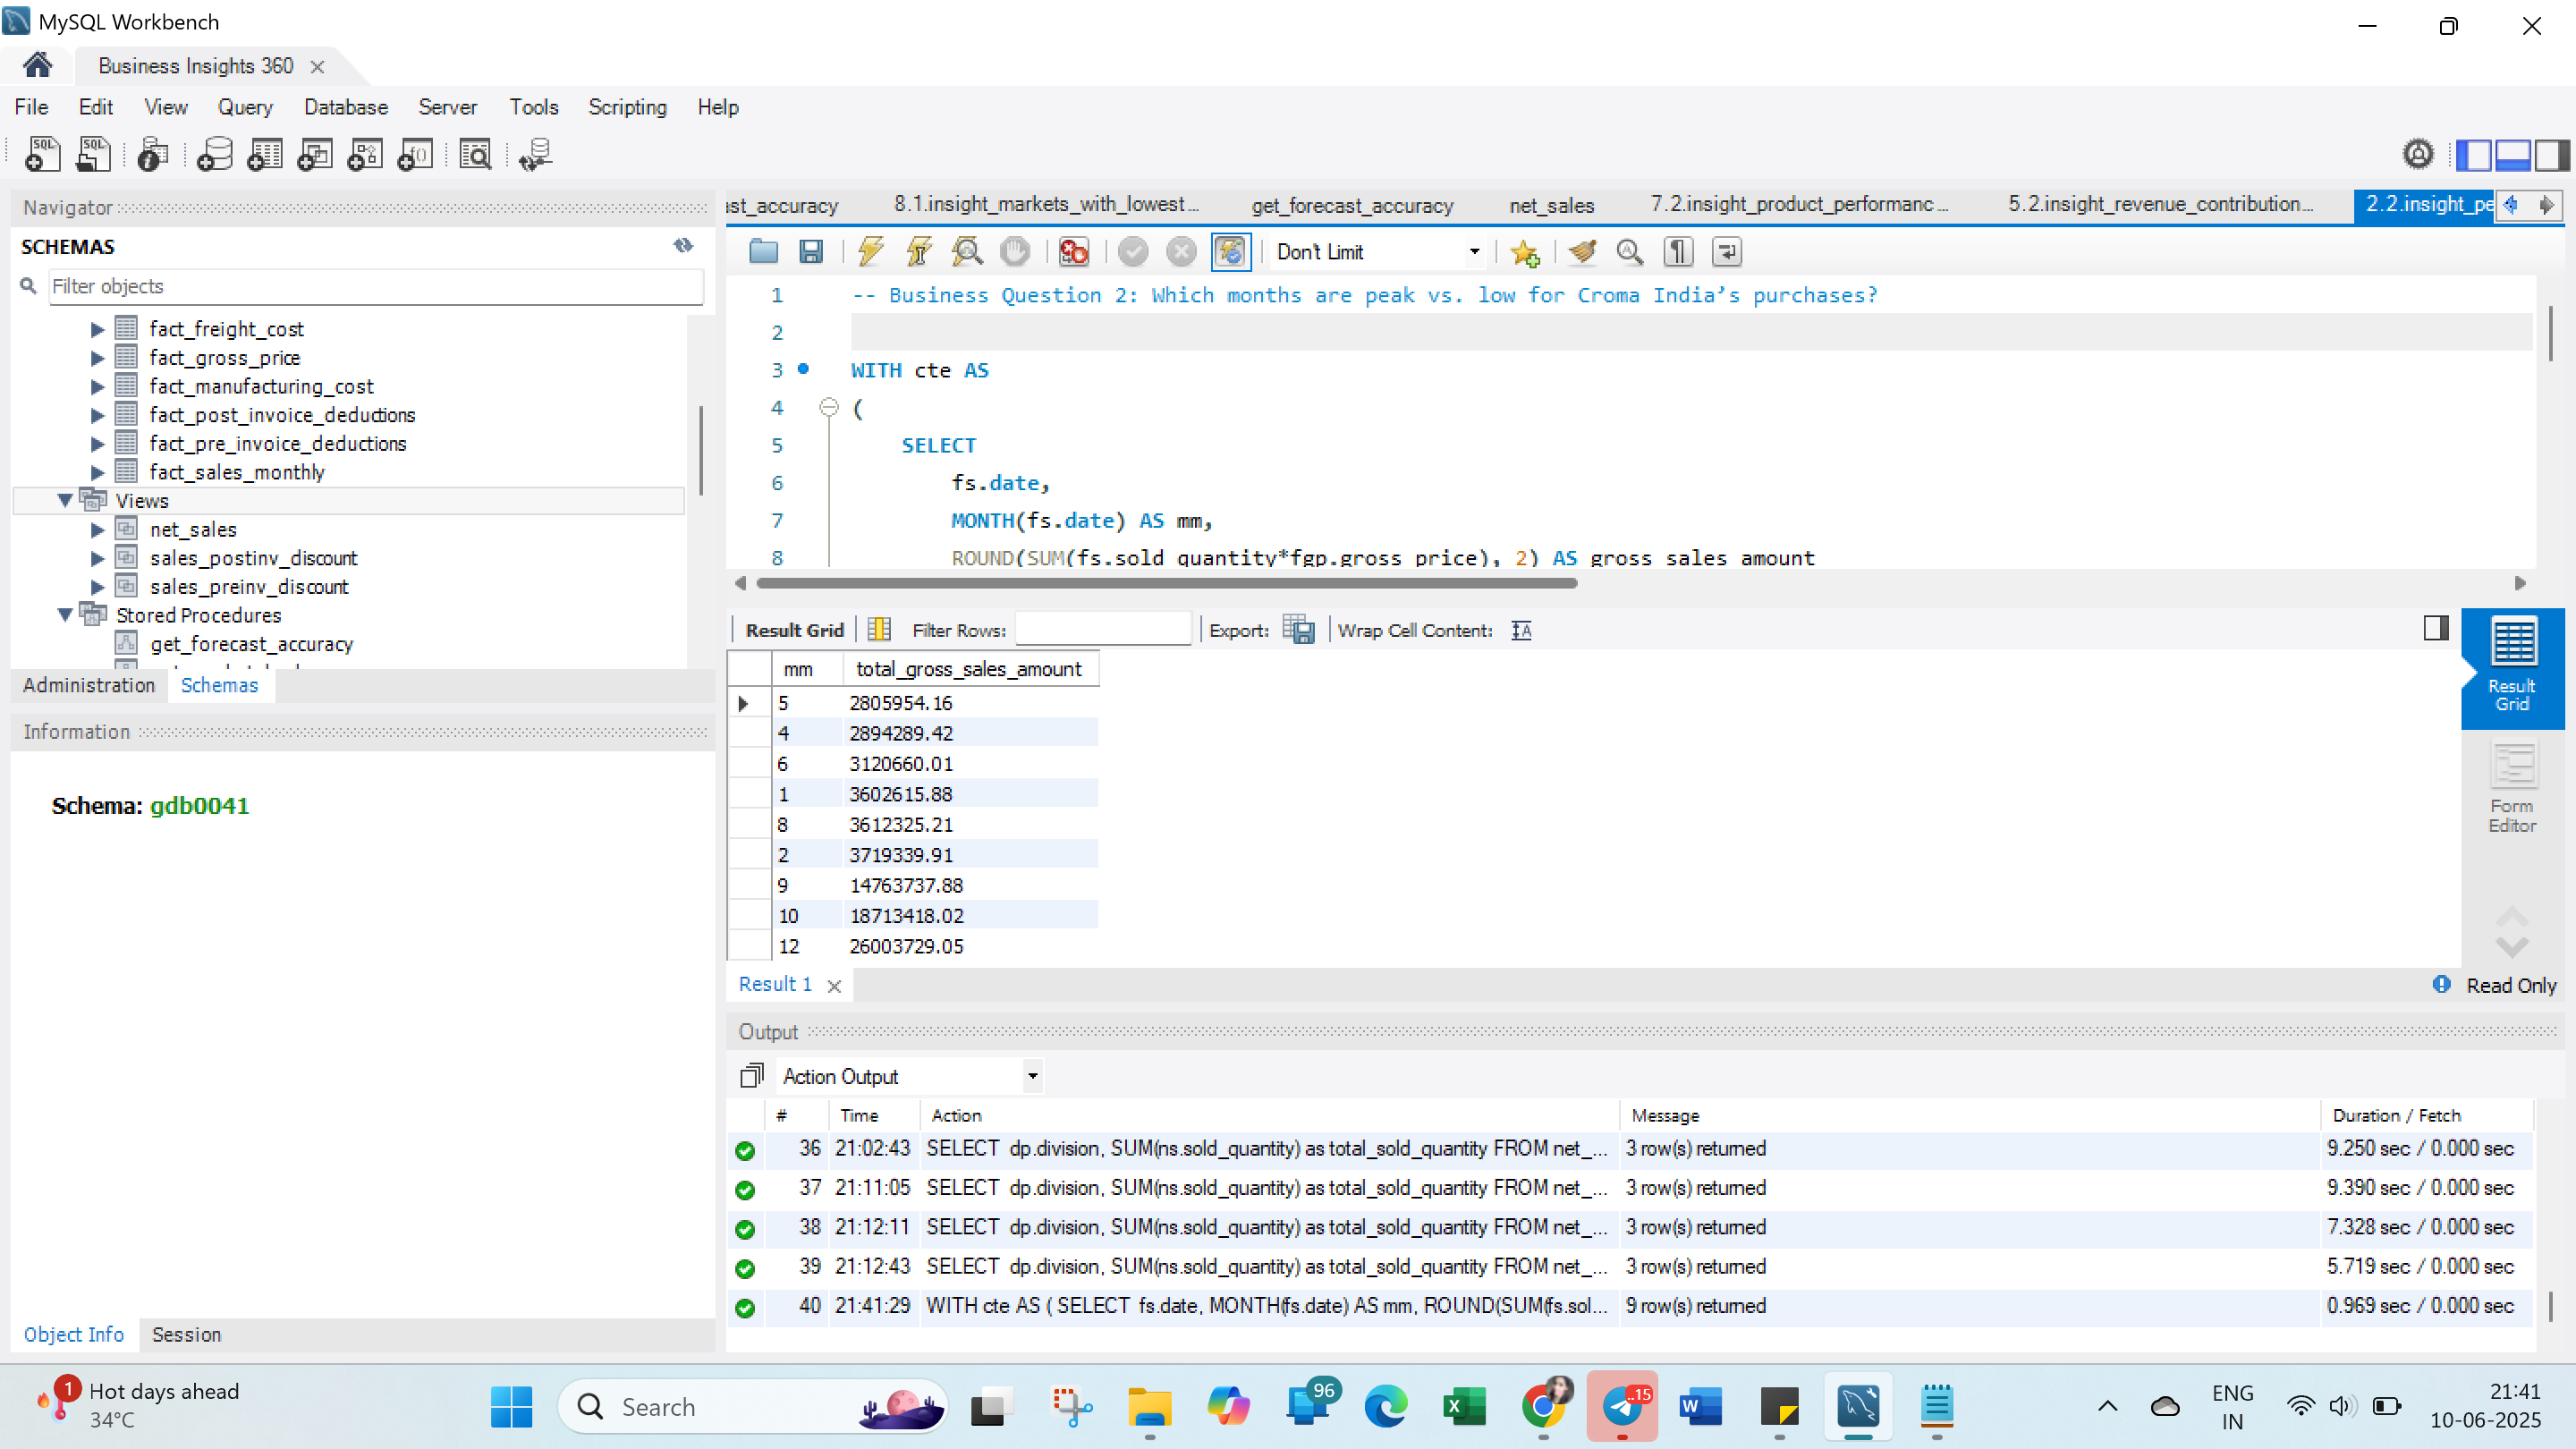 MySQL Workbench
Business Insights 360
File Edit View Query Database Server Tools Scripting Help
Navigator
SCHEMAS
Filter objects
fact_freight_cost
fact_gross_price
fact_manufacturing_cost
fact_post_invoice_deductions
fact_pre_invoice_deductions
fact_sales_monthly
Views
net_sales
sales_postinv_discount
sales_preinv_discount
Stored Procedures
get_forecast_accuracy
Administration Schemas
Information
Schema: gdb0041
Object Info Session
ast_accuracy 8.1.insight_markets_with_lowest... get_forecast_accuracy net_sales 7.2.insight_product_performanc... 5.2.insight_revenue_contribution... 2.2.insight_pe
Don't Limit
1 -- Business Question 2: Which months are peak vs. low for Croma India’s purchases?
2
3 WITH cte AS
4 (
5 SELECT
6 fs.date,
7 MONTH(fs.date) AS mm,
8 ROUND(SUM(fs.sold_quantity*fgp.gross_price), 2) AS gross_sales_amount
Result Grid Filter Rows: Export: Wrap Cell Content:
mm total_gross_sales_amount
5 2805954.16
4 2894289.42
6 3120660.01
1 3602615.88
8 3612325.21
2 3719339.91
9 14763737.88
10 18713418.02
12 26003729.05
Result Grid
Form Editor
Result 1
Read Only
Output
Action Output
# Time Action Message Duration / Fetch
36 21:02:43 SELECT dp.division, SUM(ns.sold_quantity) as total_sold_quantity FROM net_... 3 row(s) returned 9.250 sec / 0.000 sec
37 21:11:05 SELECT dp.division, SUM(ns.sold_quantity) as total_sold_quantity FROM net_... 3 row(s) returned 9.390 sec / 0.000 sec
38 21:12:11 SELECT dp.division, SUM(ns.sold_quantity) as total_sold_quantity FROM net_... 3 row(s) returned 7.328 sec / 0.000 sec
39 21:12:43 SELECT dp.division, SUM(ns.sold_quantity) as total_sold_quantity FROM net_... 3 row(s) returned 5.719 sec / 0.000 sec
40 21:41:29 WITH cte AS ( SELECT fs.date, MONTH(fs.date) AS mm, ROUND(SUM(fs.sol... 9 row(s) returned 0.969 sec / 0.000 sec
1 Hot days ahead
34°C
Search
96
..15
ENG
IN
21:41
10-06-2025